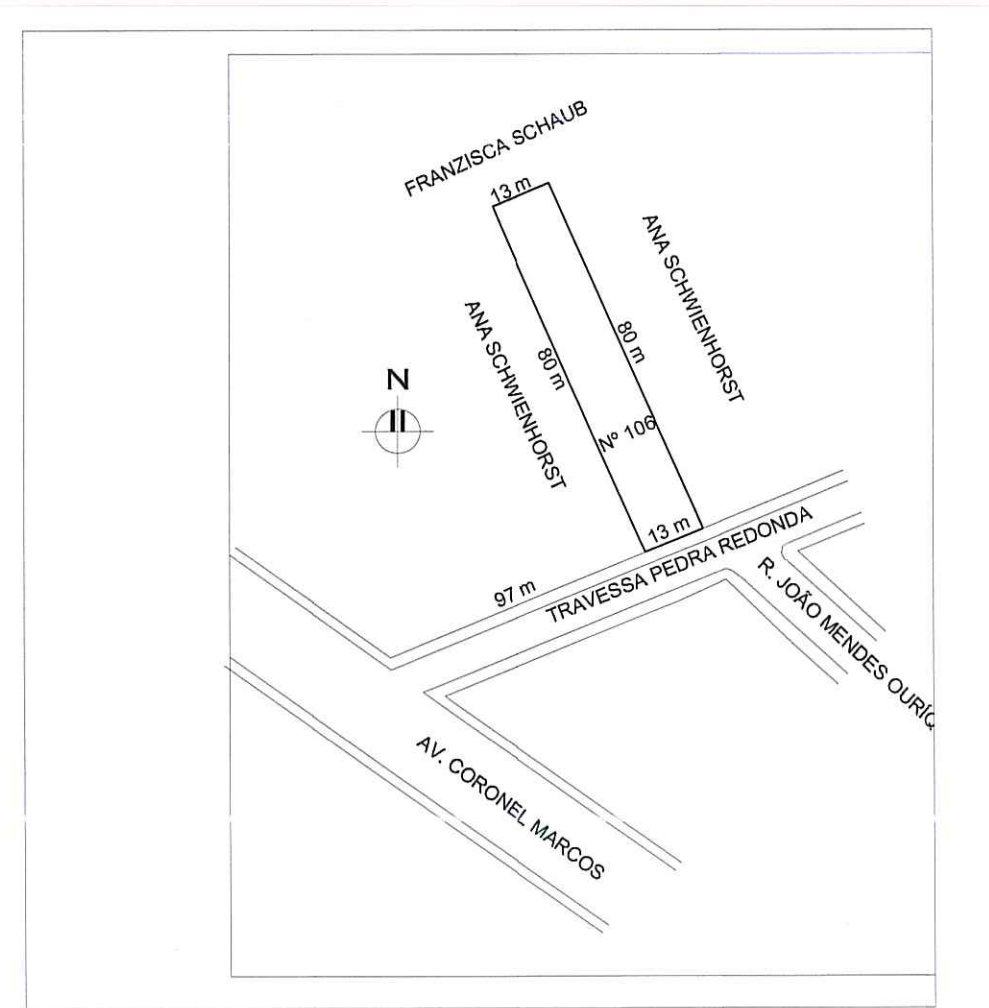 FRANZISCA SCHAUB
13 m
ANA SCHWIENHORST
80 m
80 m
ANA SCHWIENHORST
N
Nº 106
13 m
97 m
TRAVESSA PEDRA REDONDA
R. JOÃO MENDES OURÍQ
AV. CORONEL MARCOS